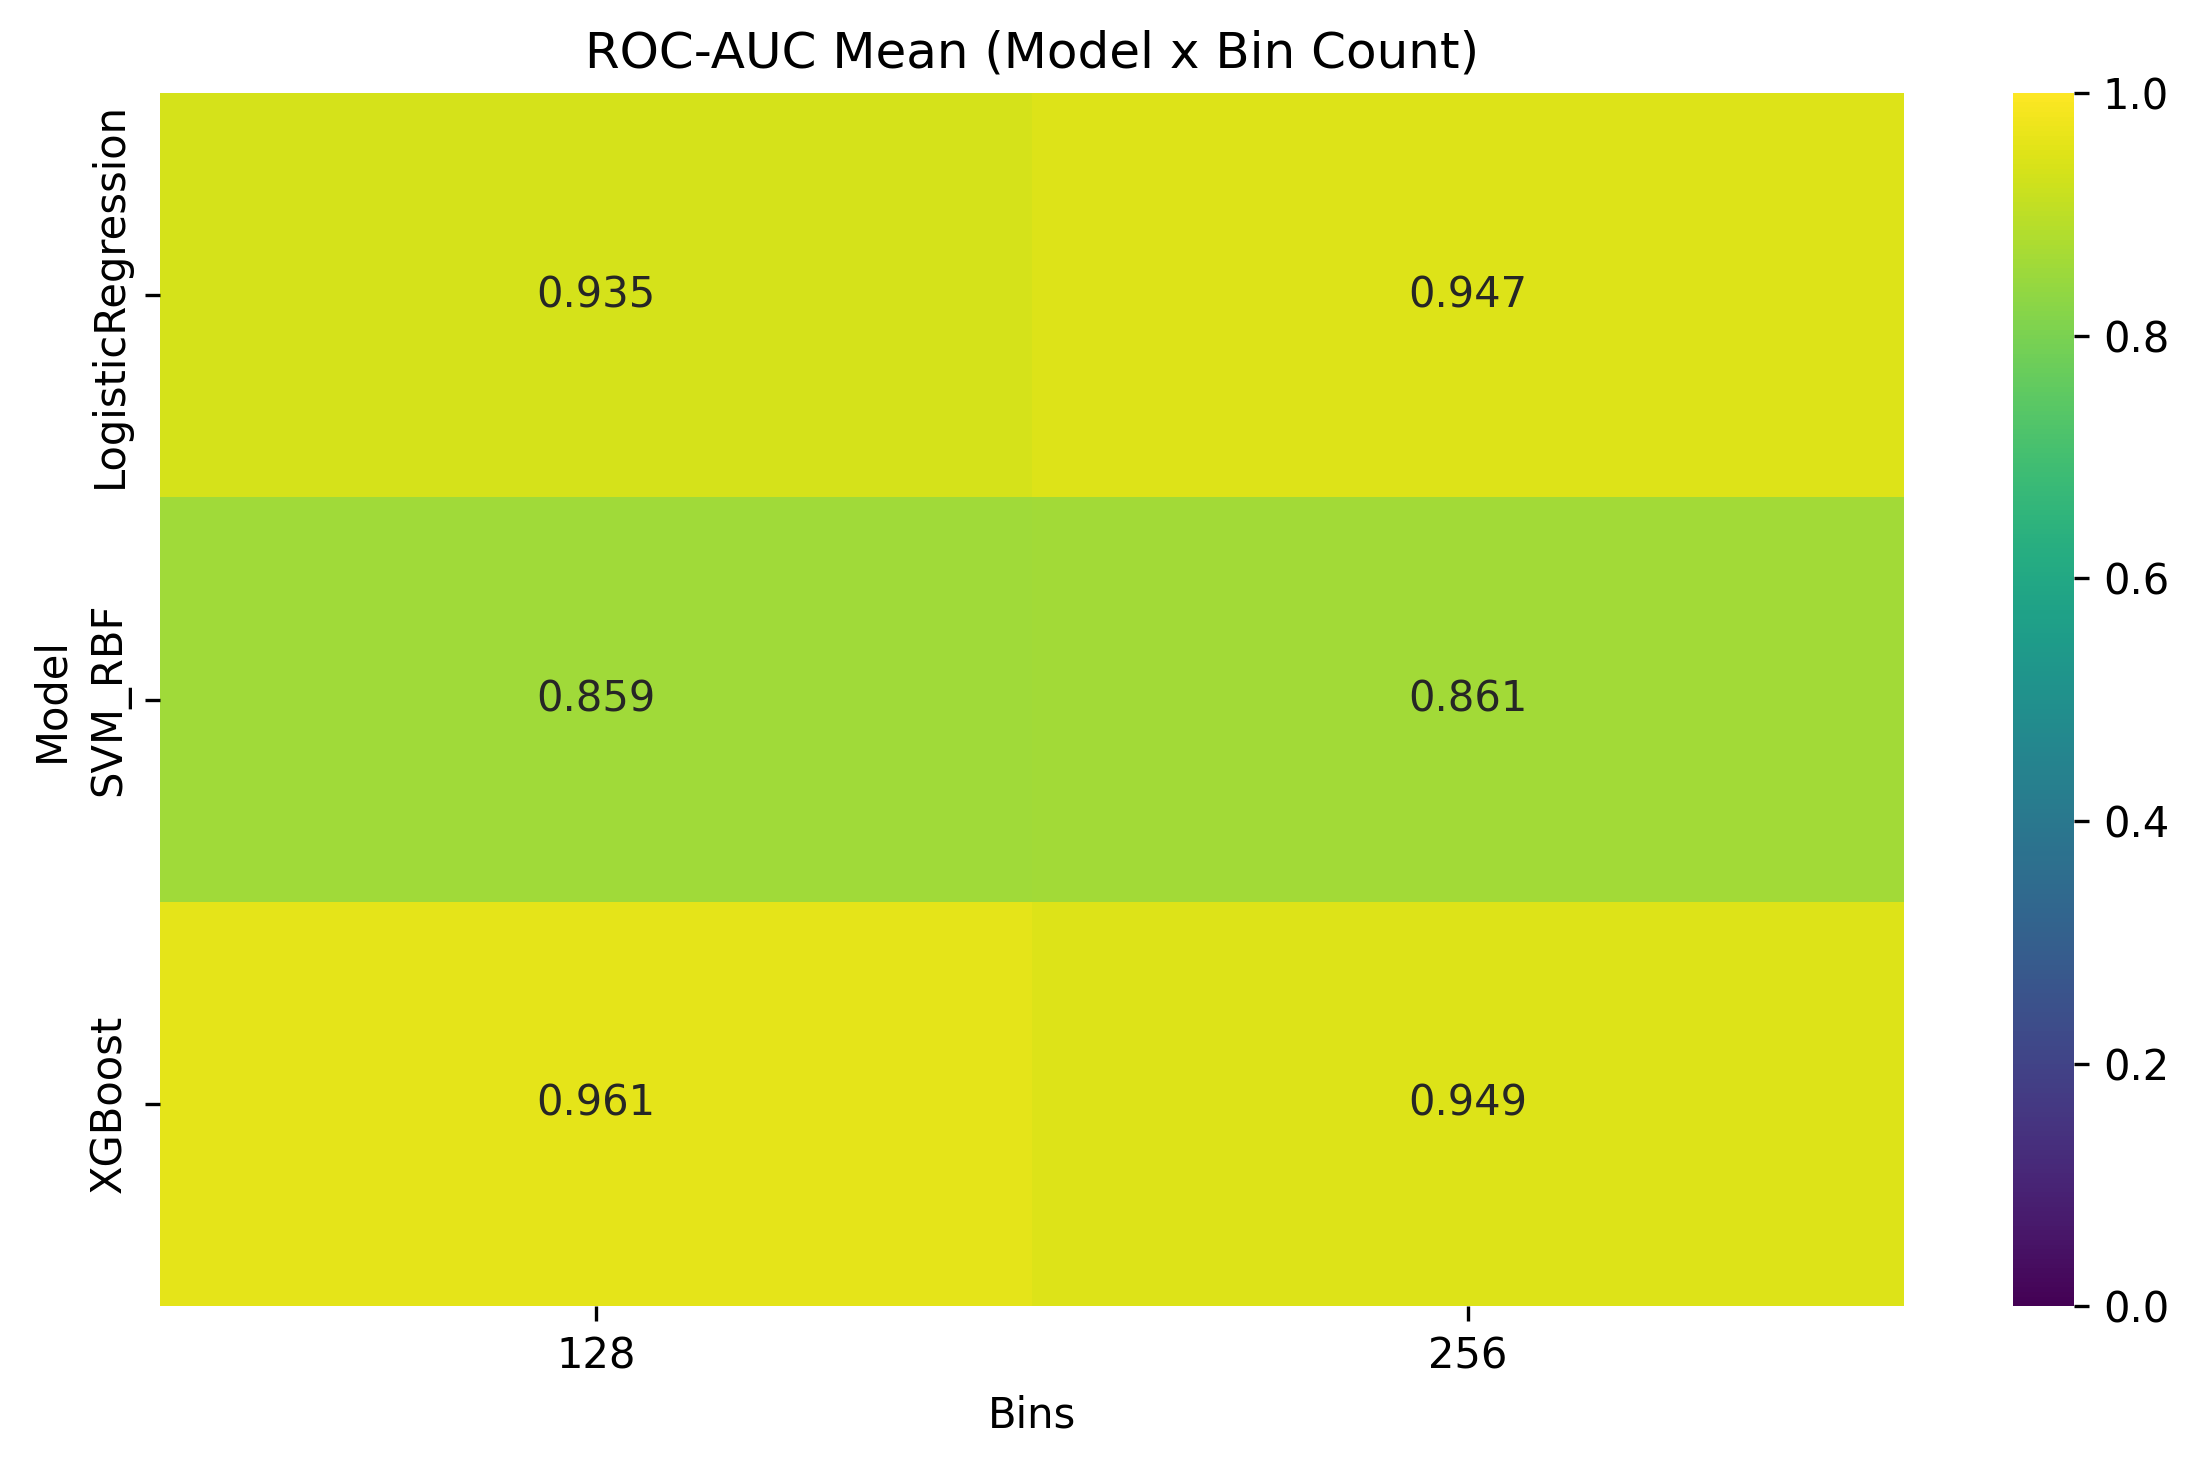 ROC-AUC Mean (Model x Bin Count)
LogisticRegression
0.935
0.947
Model
SVM_RBF
0.859
0.861
XGBoost
0.961
0.949
128
256
Bins
1.0
0.8
0.6
0.4
0.2
0.0